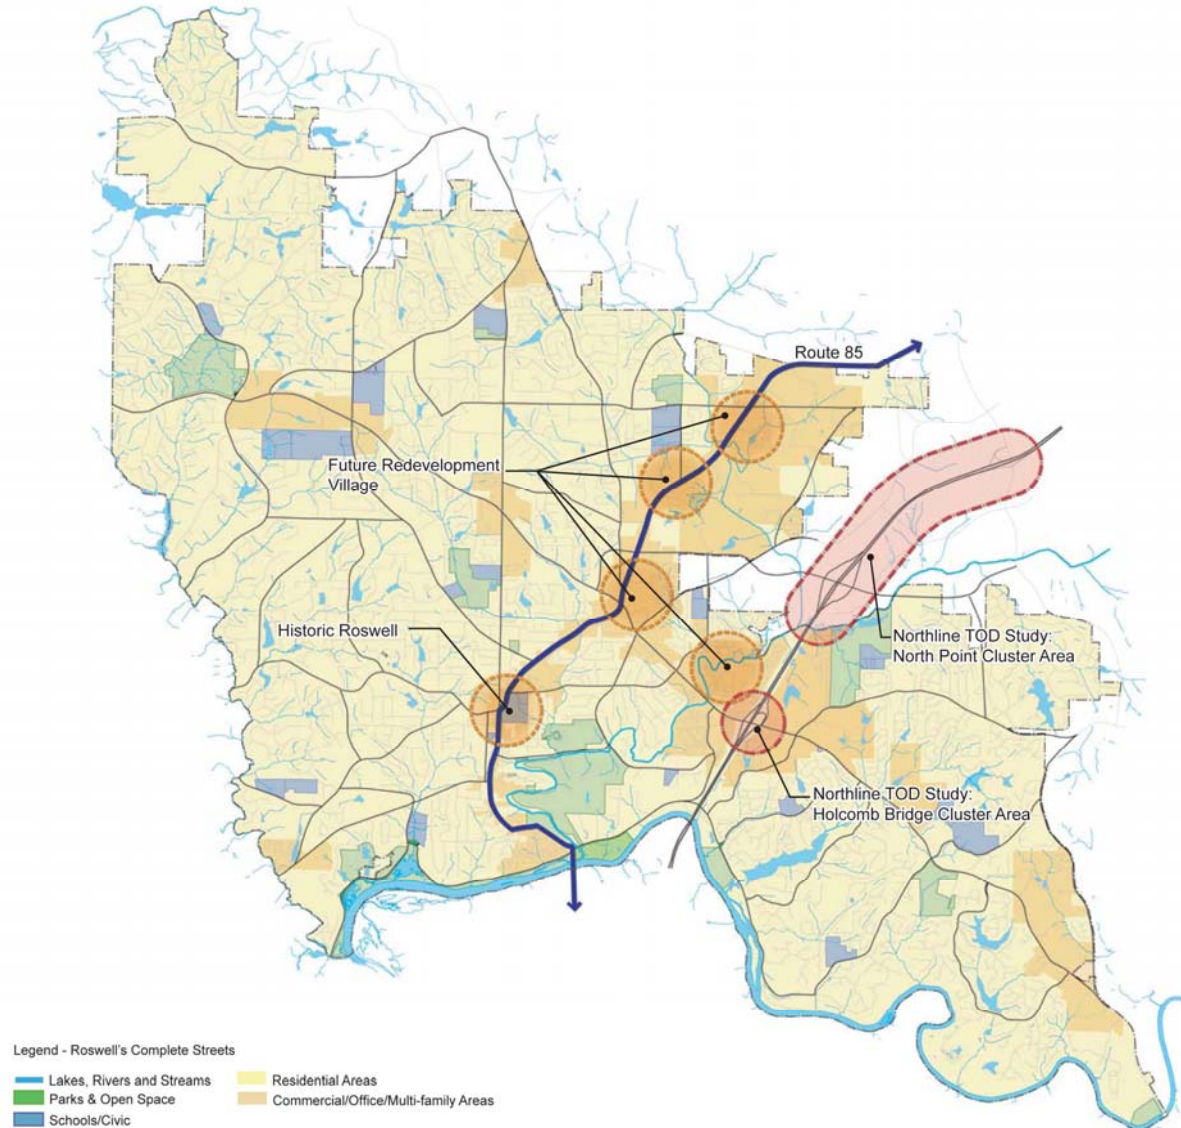 Route 85
Future Redevelopment
Village
Historic Roswell
Northline TOD Study:
North Point Cluster Area
Northline TOD Study:
Holcomb Bridge Cluster Area
Legend - Roswell's Complete Streets
Lakes, Rivers and Streams
Parks & Open Space
Schools/Civic
Residential Areas
Commercial/Office/Multi-family Areas